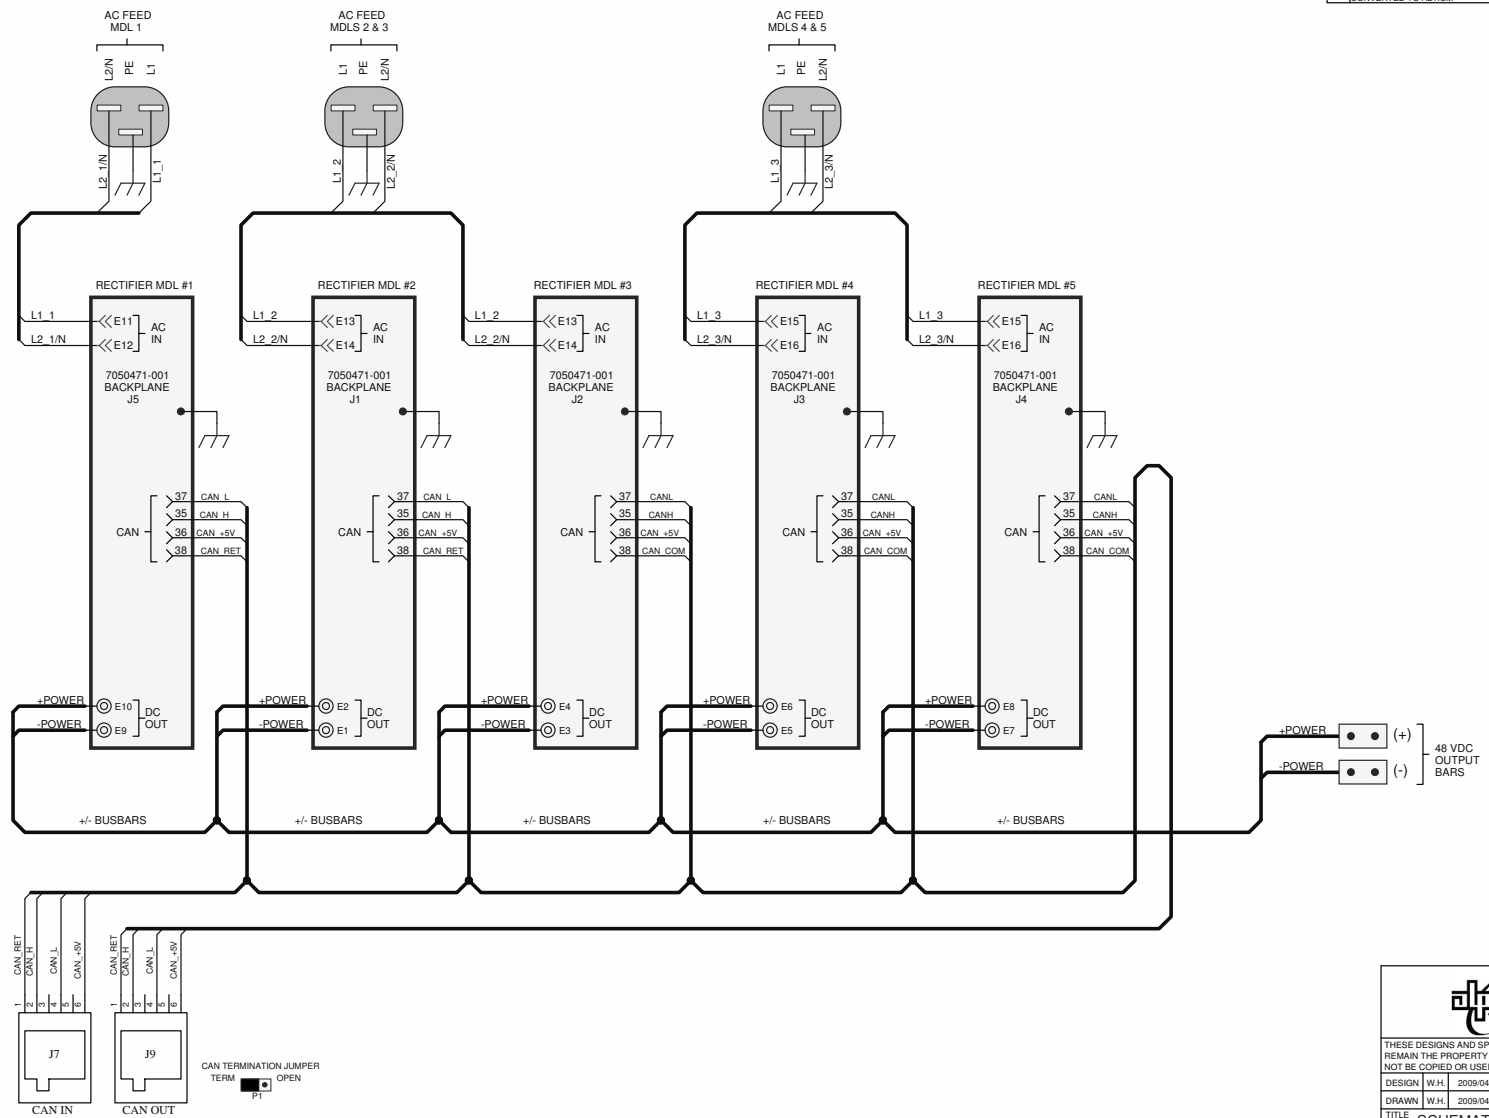 AC FEED
MDL 1
AC FEED
MDLS 2 & 3
AC FEED
MDLS 4 & 5
L2/N
PE
L1
L1
PE
L2/N
L1
PE
L2/N
L2_1/N
L1_1
L1_2
L2_2/N
L1_3
L2_3/N
RECTIFIER MDL #1
RECTIFIER MDL #2
RECTIFIER MDL #3
RECTIFIER MDL #4
RECTIFIER MDL #5
L1_1
E11
L2_1/N
E12
AC
IN
L1_2
E13
L2_2/N
E14
AC
IN
L1_2
E13
L2_2/N
E14
AC
IN
L1_3
E15
L2_3/N
E16
AC
IN
L1_3
E15
L2_3/N
E16
AC
IN
7050471-001
BACKPLANE
J5
7050471-001
BACKPLANE
J1
7050471-001
BACKPLANE
J2
7050471-001
BACKPLANE
J3
7050471-001
BACKPLANE
J4
CAN
37 CAN_L
35 CAN_H
36 CAN_+5V
38 CAN_RET
CAN
37 CAN_L
35 CAN_H
36 CAN_+5V
38 CAN_RET
CAN
37 CANL
35 CANH
36 CAN_+5V
38 CAN_COM
CAN
37 CANL
35 CANH
36 CAN_+5V
38 CAN_COM
CAN
37 CANL
35 CANH
36 CAN_+5V
38 CAN_COM
+POWER
E10
-POWER
E9
DC
OUT
+POWER
E2
-POWER
E1
DC
OUT
+POWER
E4
-POWER
E3
DC
OUT
+POWER
E6
-POWER
E5
DC
OUT
+POWER
E8
-POWER
E7
DC
OUT
+POWER
(+)
-POWER
(-)
48 VDC
OUTPUT
BARS
+/- BUSBARS
+/- BUSBARS
+/- BUSBARS
+/- BUSBARS
+/- BUSBARS
CAN_RET
CAN_H
CAN_L
CAN_+5V
CAN_RET
CAN_H
CAN_L
CAN_+5V
1
2
3
4
5
6
1
2
3
4
5
6
J7
CAN IN
J9
CAN OUT
CAN TERMINATION JUMPER
TERM
OPEN
P1
THESE DESIGNS AND SP
REMAIN THE PROPERTY
NOT BE COPIED OR USE
DESIGN W.H. 2009/04
DRAWN W.H. 2009/04
TITLE SCHEMAT